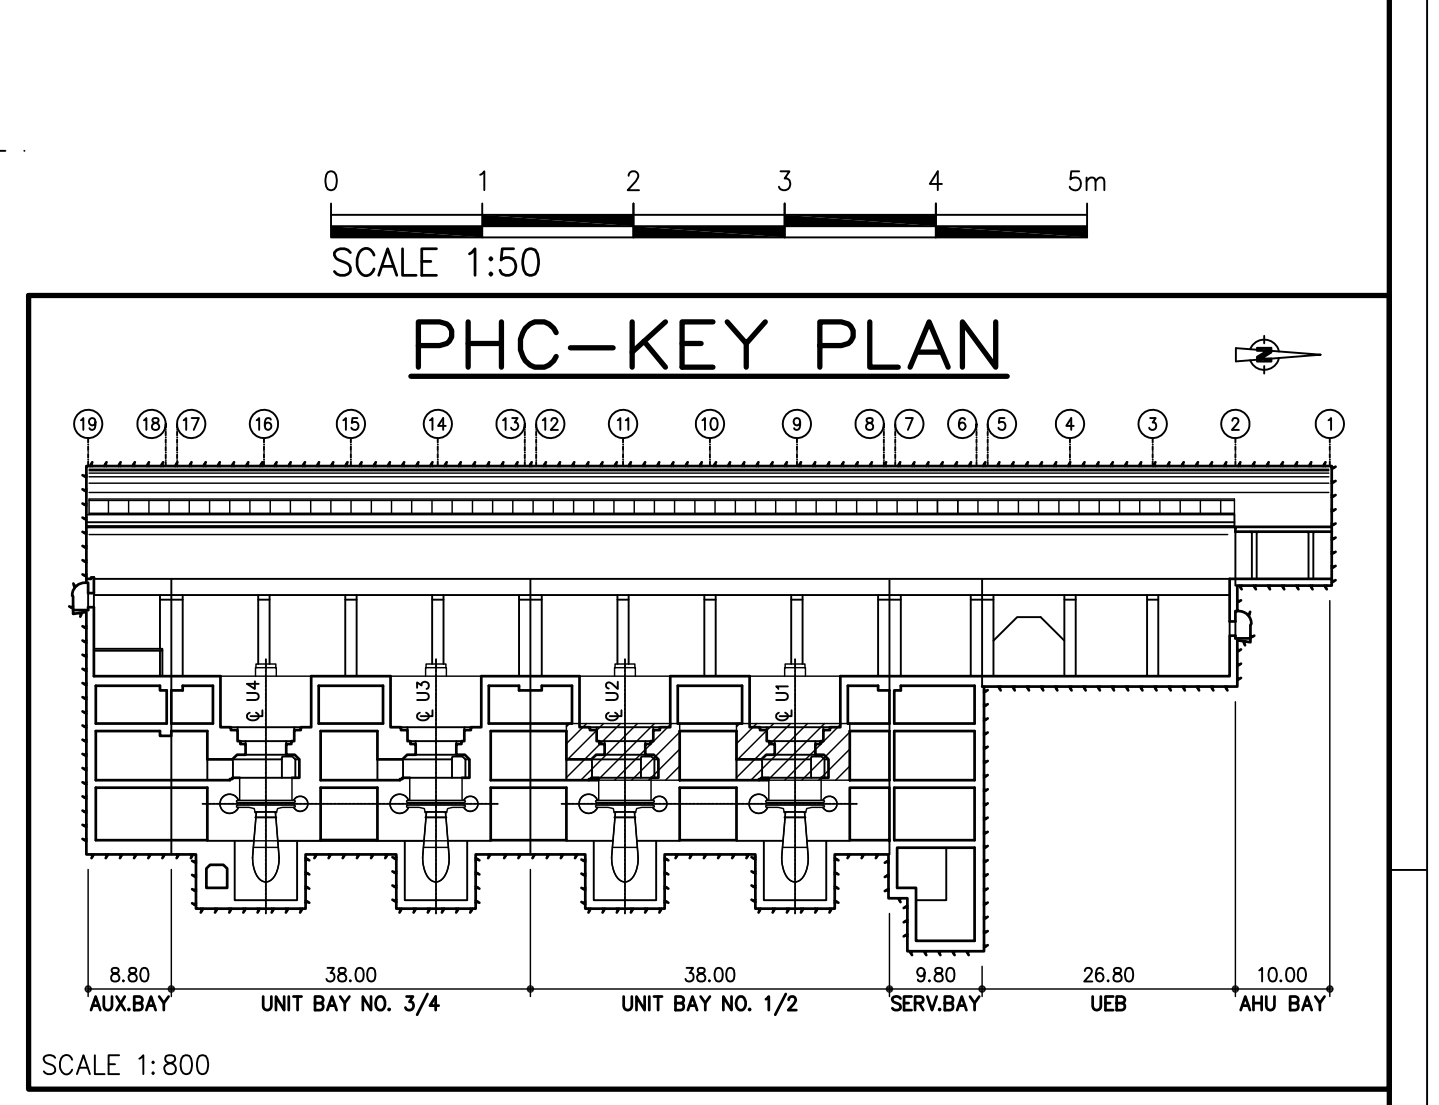 0 1 2 3 4 5m
SCALE 1:50
PHC-KEY PLAN
N
19 18 17 16 15 14 13 12 11 10 9 8 7 6 5 4 3 2 1
℄ U4 ℄ U3 ℄ U2 ℄ U1
8.80 38.00 38.00 9.80 26.80 10.00
AUX.BAY UNIT BAY NO. 3/4 UNIT BAY NO. 1/2 SERV.BAY UEB AHU BAY
SCALE 1:800